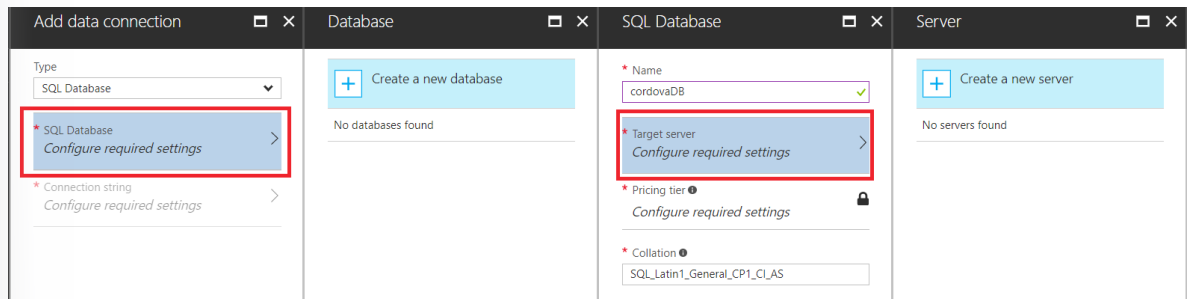 Add data connection
Type
SQL Database
* SQL Database
Configure required settings
* Connection string
Configure required settings
Database
Create a new database
No databases found
SQL Database
* Name
cordovaDB
* Target server
Configure required settings
* Pricing tier
Configure required settings
* Collation
SQL_Latin1_General_CP1_CI_AS
Server
Create a new server
No servers found